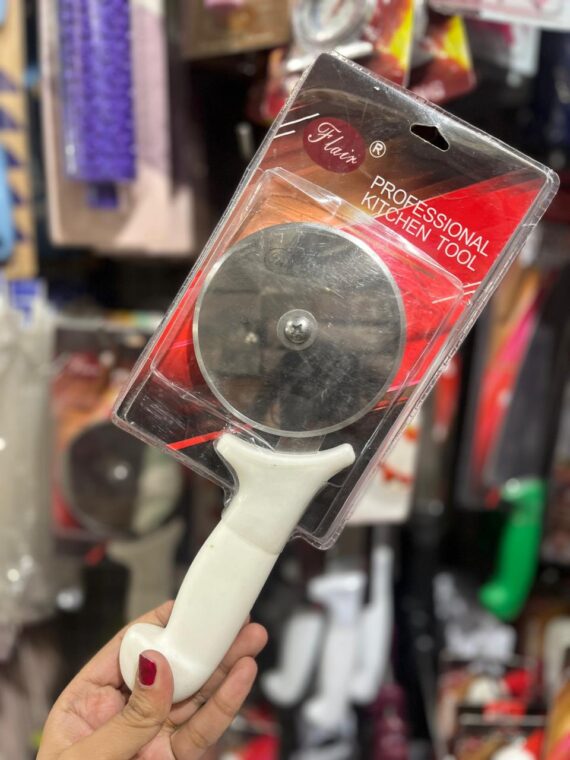 Flair ®
PROFESSIONAL
KITCHEN TOOL